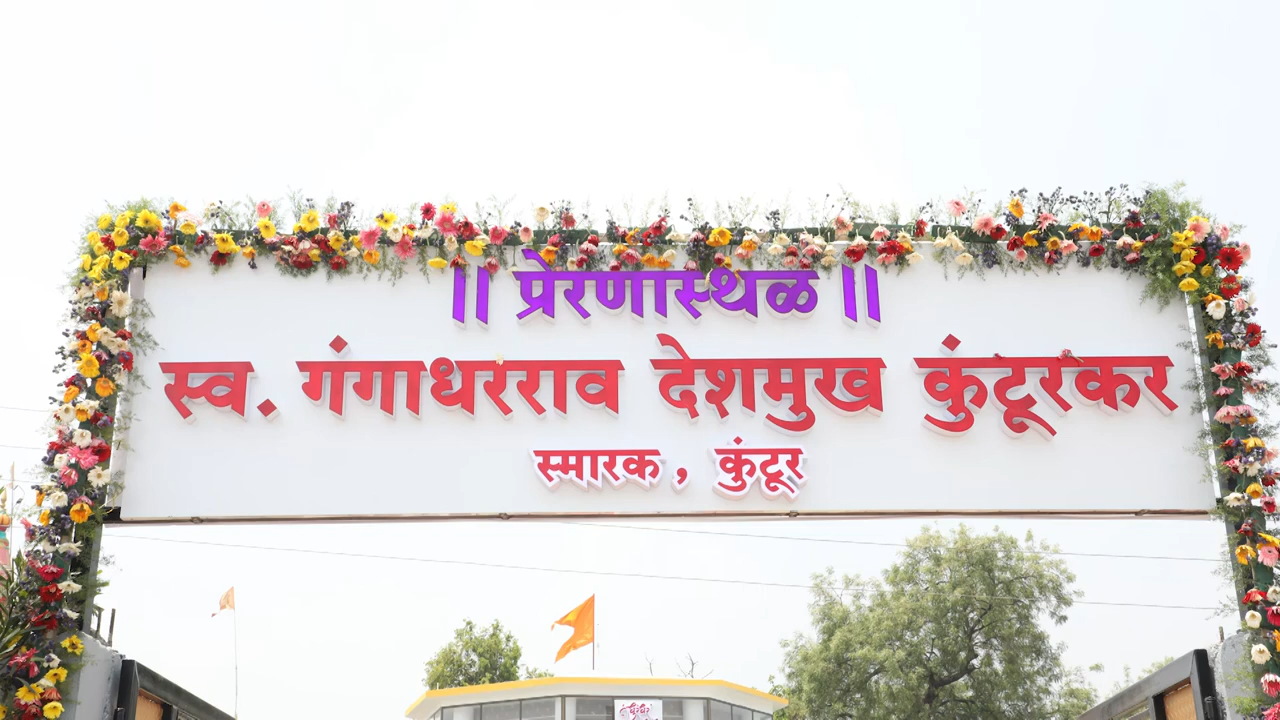 || प्रेरणास्थळ ||
स्व. गंगाधरराव देशमुख कुंटूरकर
स्मारक , कुंटूर